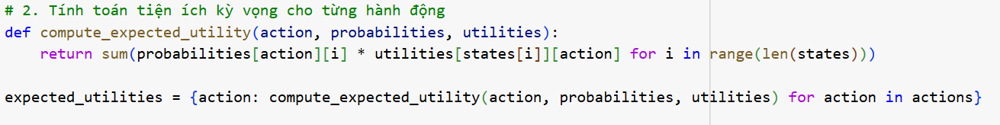 # 2. Tính toán tiện ích kỳ vọng cho từng hành động
def compute_expected_utility(action, probabilities, utilities):
    return sum(probabilities[action][i] * utilities[states[i]][action] for i in range(len(states)))
expected_utilities = {action: compute_expected_utility(action, probabilities, utilities) for action in actions}